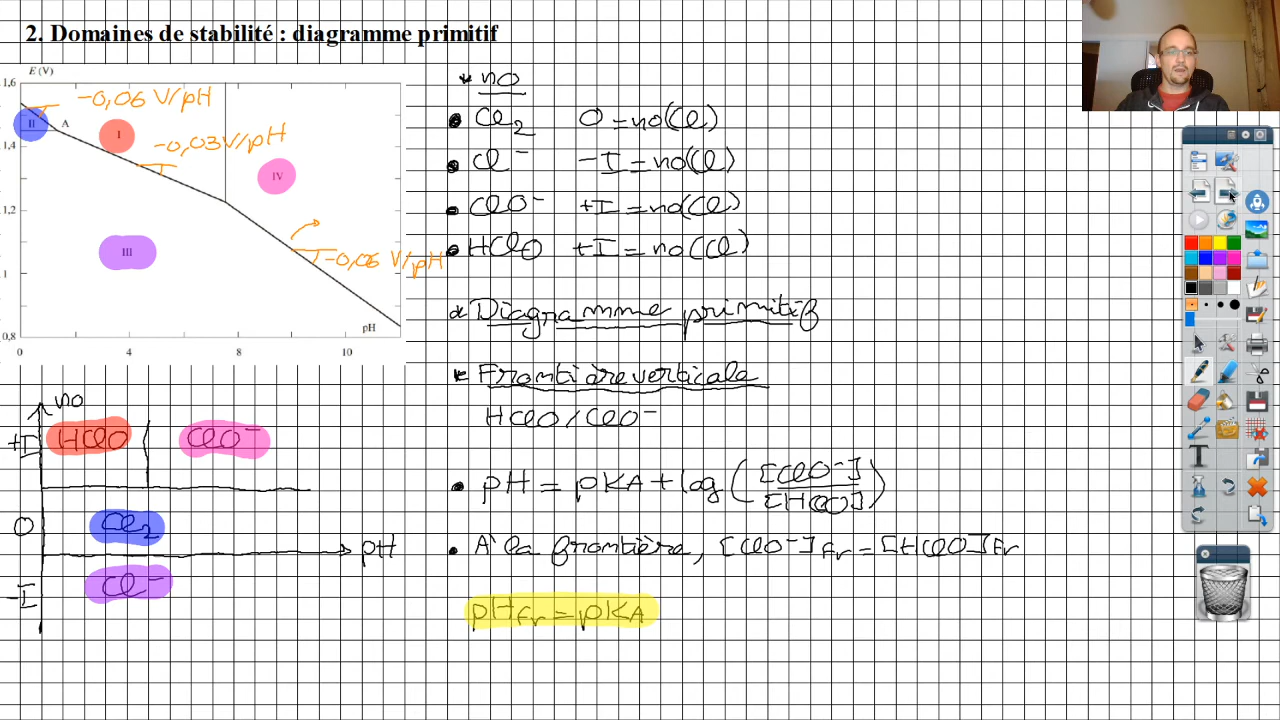 2. Domaines de stabilité : diagramme primitif
E (V)
1,6
1,4
1,2
1
0,8
0
4
8
10
pH
-0,06 V/pH
II
A
I
-0,03 V/pH
IV
III
-0,06 V/pH
* no
• Cl2 0 = no(Cl)
• Cl⁻ -I = no(Cl)
• ClO⁻ +I = no(Cl)
• HClO +I = no(Cl)
* Diagramme primitif
* Frontière verticale
HClO / ClO⁻
• pH = pKA + log ([ClO⁻]/[HClO])
• A la frontière, [ClO⁻]Fr = [HClO]Fr
pHFr = pKA
no
+I HClO ClO⁻
0 Cl2
pH
-I Cl⁻
T